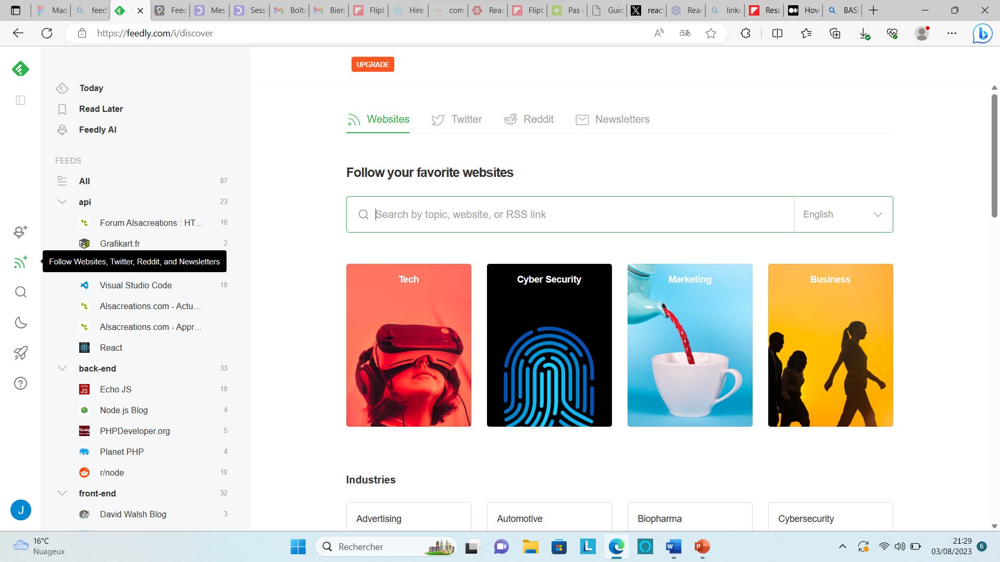 Maq
feed
Feed
Mes
Sess
Boîte
Bien
Flipb
Hire
com
Reac
Flipb
Pas d
Guid
reac
Reac
linke
Ress
How
BASI
https://feedly.com/i/discover
UPGRADE
Today
Read Later
Feedly AI
FEEDS
All 87
api 23
Forum Alsacreations : HT... 10
Grafikart.fr 2
Follow Websites, Twitter, Reddit, and Newsletters
Visual Studio Code 10
Alsacreations.com - Actu...
Alsacreations.com - Appr...
React
back-end 33
Echo JS 10
Node.js Blog 4
PHPDeveloper.org 5
Planet PHP 4
r/node 10
front-end 32
David Walsh Blog 3
J
Websites Twitter Reddit Newsletters
Follow your favorite websites
Search by topic, website, or RSS link English
Tech Cyber Security Marketing Business
Industries
Advertising Automotive Biopharma Cybersecurity
16°C
Nuageux
Rechercher
21:29
03/08/2023 6